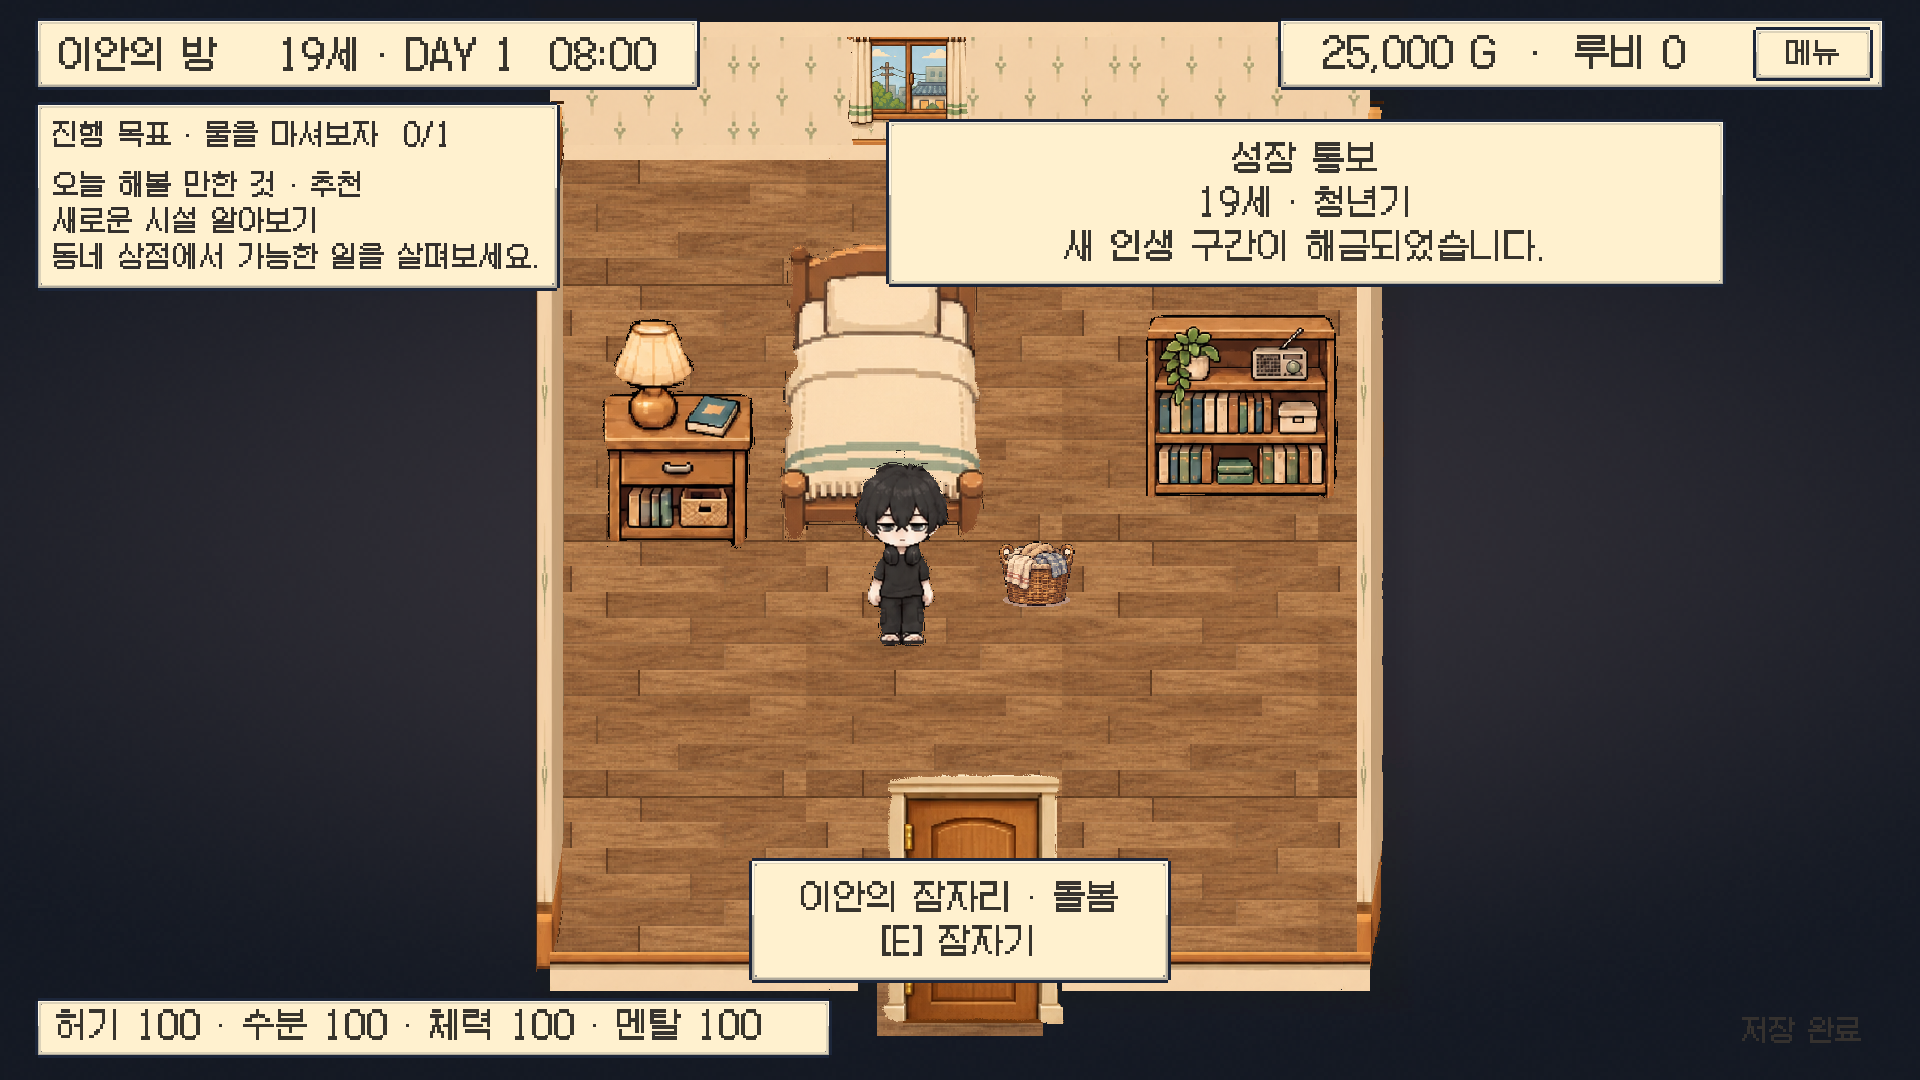 이안의 방 19세 · DAY 1 08:00
25,000 G · 루비 0
메뉴
진행 목표 · 물을 마셔보자 0/1
오늘 해볼 만한 것 · 추천
새로운 시설 알아보기
동네 상점에서 가능한 일을 살펴보세요.
성장 통보
19세 · 청년기
새 인생 구간이 해금되었습니다.
이안의 잠자리 · 돌봄
[E] 잠자기
허기 100 · 수분 100 · 체력 100 · 멘탈 100
저장 완료